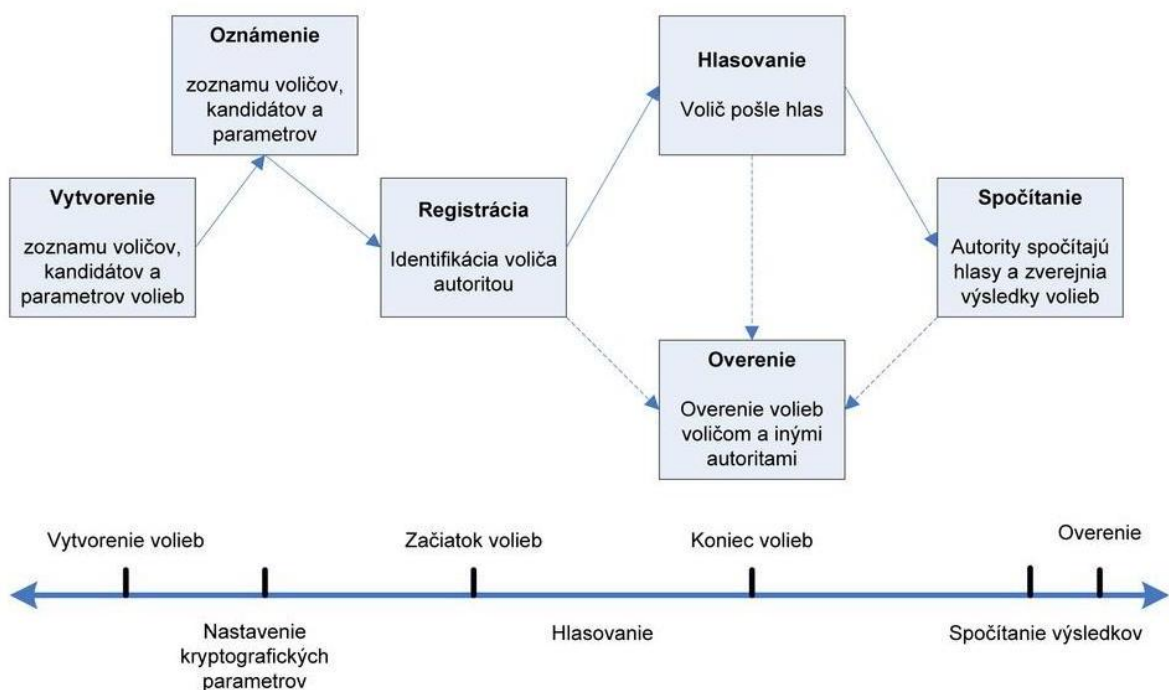 Oznámenie
zoznamu voličov,
kandidátov a
parametrov
Hlasovanie
Volič pošle hlas
Vytvorenie
zoznamu voličov,
kandidátov a
parametrov volieb
Registrácia
Identifikácia voliča
autoritou
Spočítanie
Autority spočítajú
hlasy a zverejnia
výsledky volieb
Overenie
Overenie volieb
voličom a inými
autoritami
Vytvorenie volieb
Začiatok volieb
Koniec volieb
Overenie
Nastavenie
kryptografických
parametrov
Hlasovanie
Spočítanie výsledkov